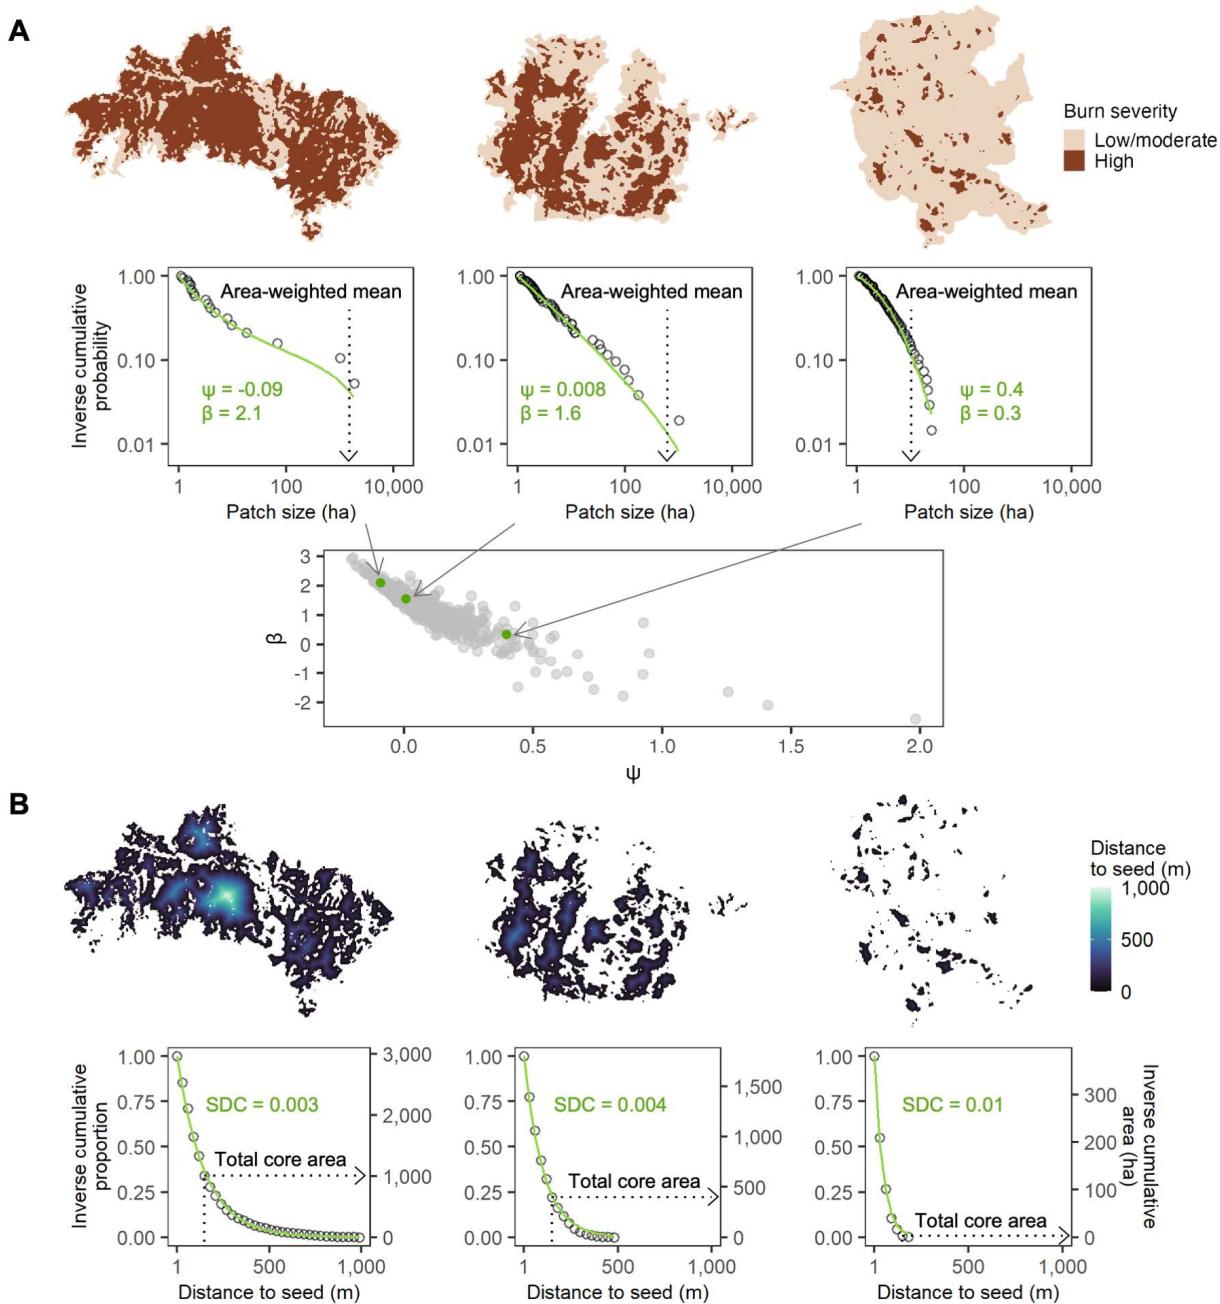 A
Burn severity
Low/moderate
High
Inverse cumulative
probability
1.00
0.10
0.01
Area-weighted mean
ψ = -0.09
β = 2.1
1
100
10,000
Patch size (ha)
1.00
0.10
0.01
Area-weighted mean
ψ = 0.008
β = 1.6
1
100
10,000
Patch size (ha)
1.00
0.10
0.01
Area-weighted mean
ψ = 0.4
β = 0.3
1
100
10,000
Patch size (ha)
β
3
2
1
0
-1
-2
0.0
0.5
1.0
1.5
2.0
ψ
B
Distance
to seed (m)
1,000
500
0
Inverse cumulative
proportion
1.00
0.75
0.50
0.25
0.00
SDC = 0.003
Total core area
3,000
2,000
1,000
0
1
500
1,000
Distance to seed (m)
1.00
0.75
0.50
0.25
0.00
SDC = 0.004
Total core area
1,500
1,000
500
0
1
500
1,000
Distance to seed (m)
1.00
0.75
0.50
0.25
0.00
SDC = 0.01
Total core area
300
200
100
0
1
500
1,000
Distance to seed (m)
Inverse cumulative
area (ha)